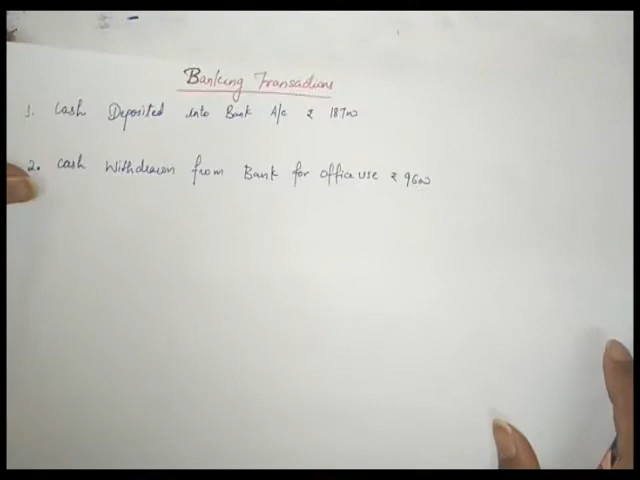 Banking Transactions
1. Cash Deposited into Bank A/c ₹ 18700
2. Cash Withdrawn from Bank for office use ₹ 9600